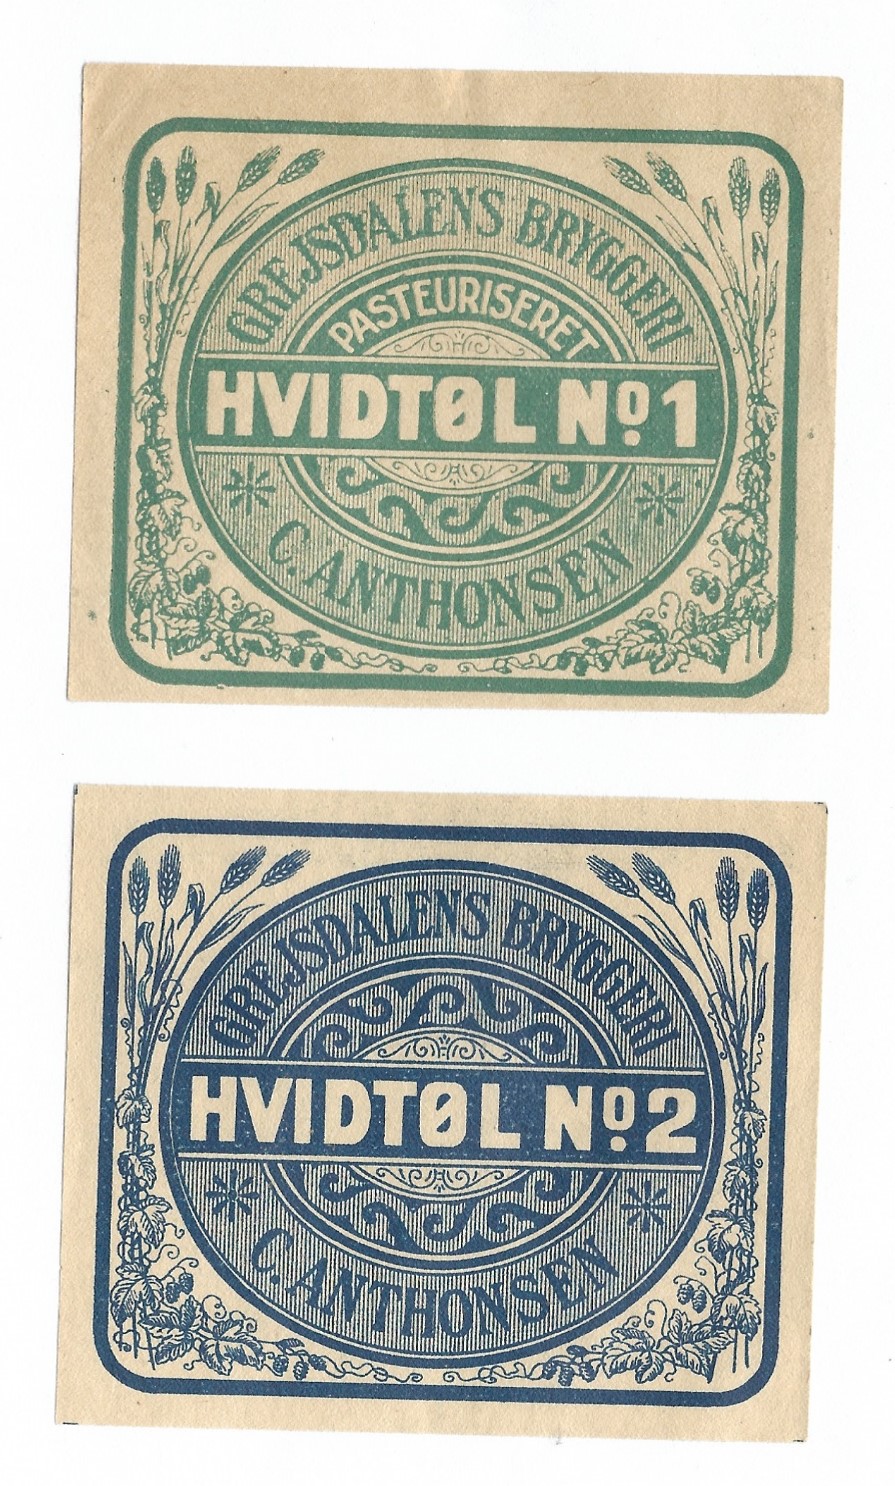 GREJSDALENS BRYGGERI
PASTEURISERET
HVIDTØL No. 1
C. ANTHONSEN
GREJSDALENS BRYGGERI
HVIDTØL No. 2
C. ANTHONSEN